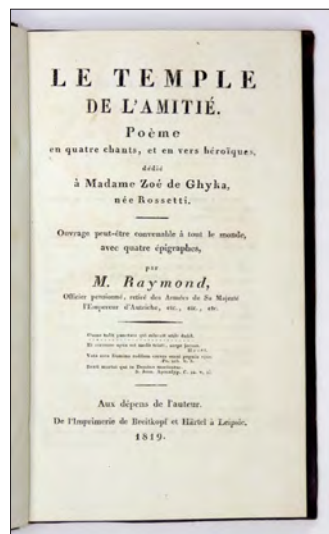 LE TEMPLE
DE L'AMITIÉ.
Poème
en quatre chants, et en vers héroïques,
dédié
à Madame Zoé de Ghyka,
née Rossetti.
Ouvrage peut-être convenable à tout le monde,
avec quatre épigraphes,
par
M. Raymond,
Officier pensionné, retiré des Armées de Sa Majesté
l'Empereur d'Autriche, etc., etc., etc.
Aux dépens de l'auteur.
De l'Imprimerie de Breitkopf et Härtel à Leipsic.
1819.